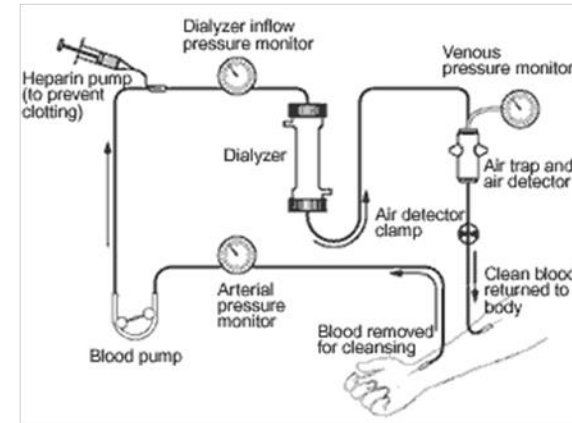 Dialyzer inflow
pressure monitor
Venous
pressure monitor
Heparin pump
(to prevent
clotting)
Dialyzer
Air trap and
air detector
Air detector
clamp
Clean blood
returned to
body
Arterial
pressure
monitor
Blood removed
for cleansing
Blood pump